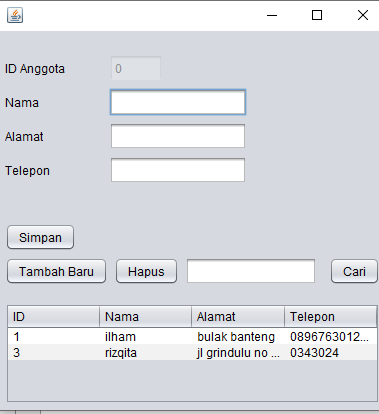 ID Anggota 0
Nama
Alamat
Telepon
Simpan
Tambah Baru Hapus Cari
ID Nama Alamat Telepon
1 ilham bulak banteng 0896763012...
3 rizqita jl grindulu no ... 0343024